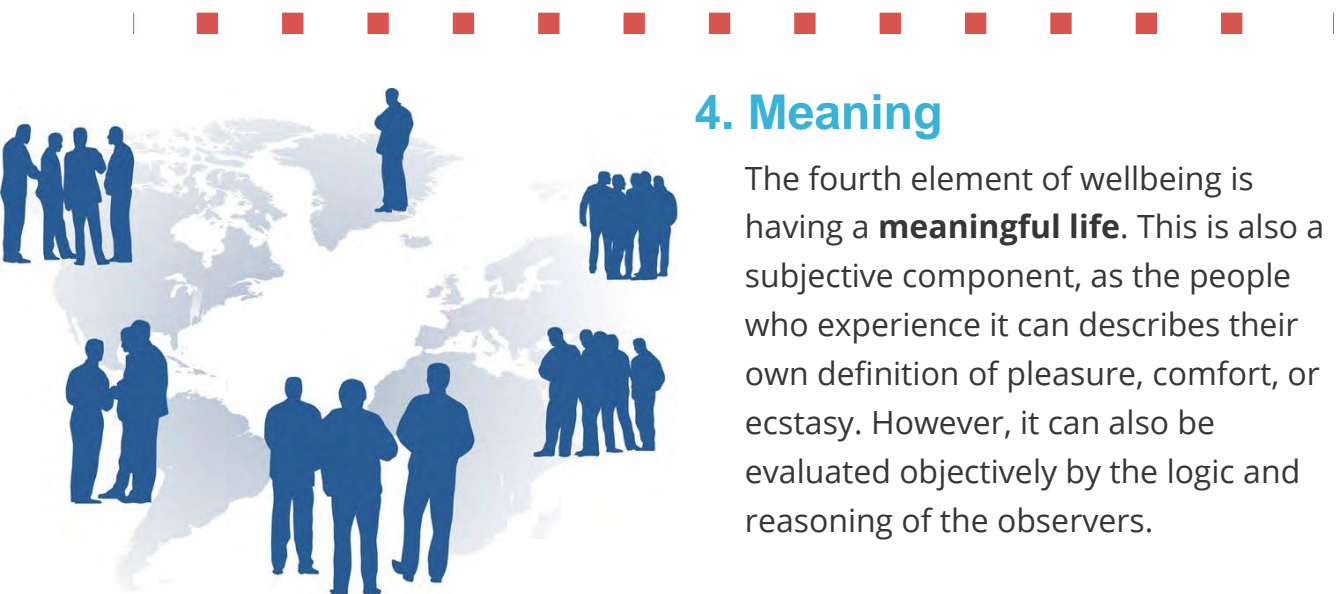 4. Meaning
The fourth element of wellbeing is
having a meaningful life. This is also a
subjective component, as the people
who experience it can describes their
own definition of pleasure, comfort, or
ecstasy. However, it can also be
evaluated objectively by the logic and
reasoning of the observers.